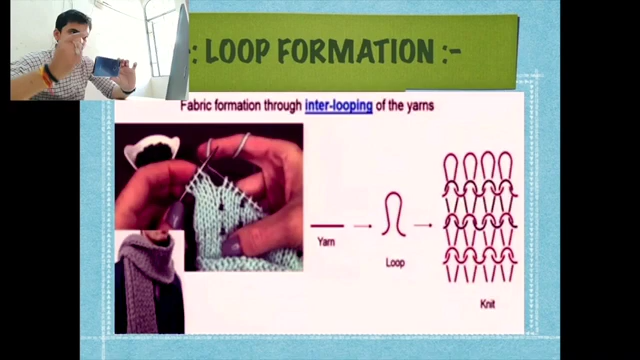 : LOOP FORMATION :-
Fabric formation through inter-looping of the yarns
Yarn
Loop
Knit